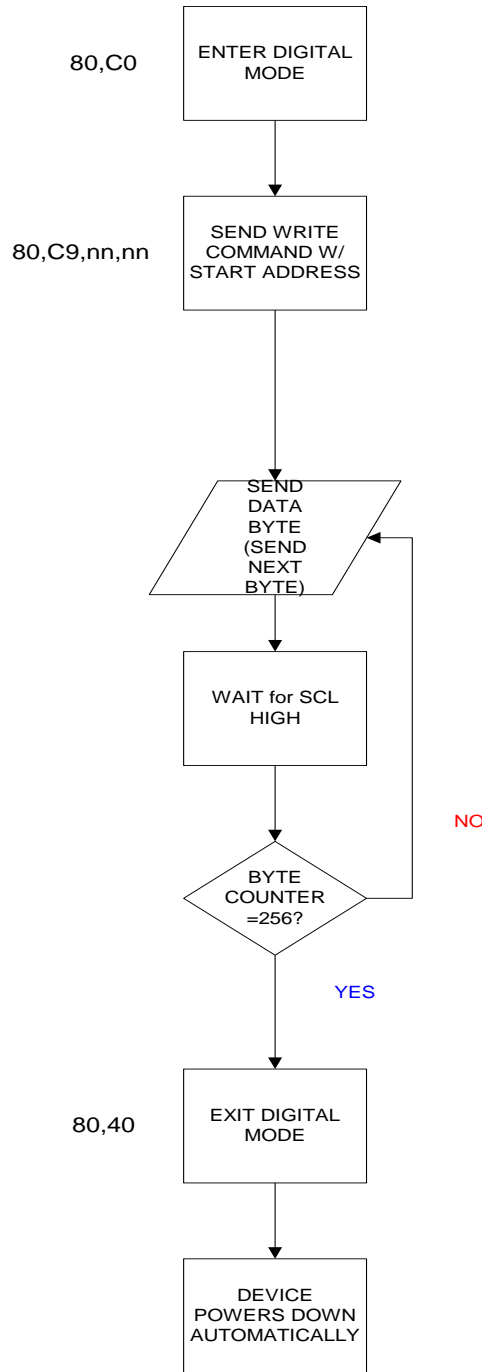 80,C0
ENTER DIGITAL
MODE
80,C9,nn,nn
SEND WRITE
COMMAND W/
START ADDRESS
SEND
DATA
BYTE
(SEND
NEXT
BYTE)
WAIT for SCL
HIGH
NO
BYTE
COUNTER
=256?
YES
80,40
EXIT DIGITAL
MODE
DEVICE
POWERS DOWN
AUTOMATICALLY